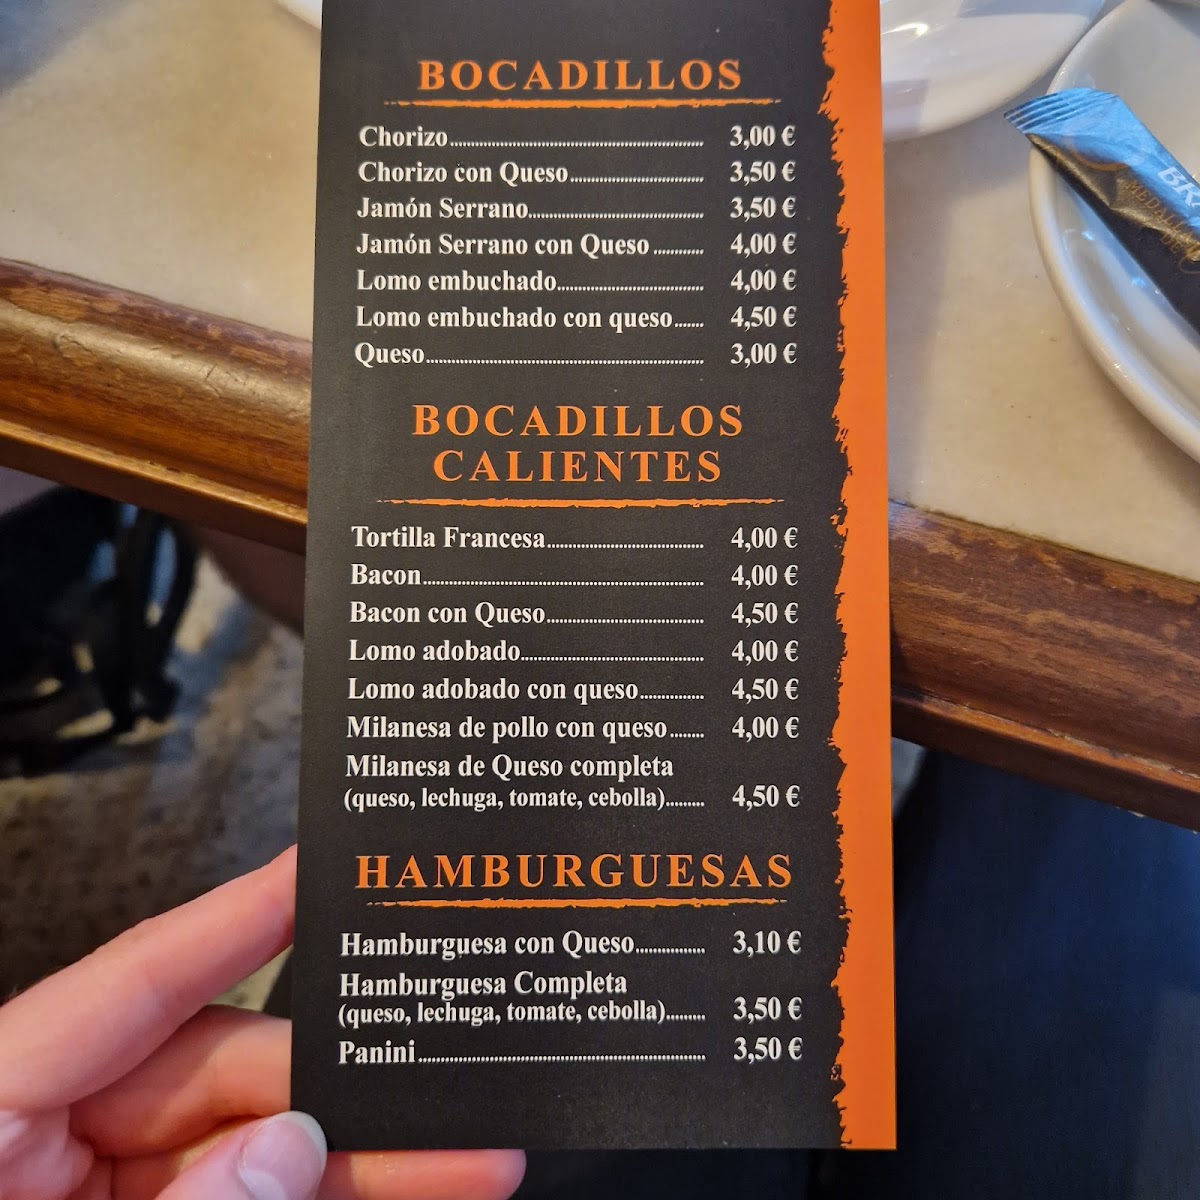 BOCADILLOS
Chorizo 3,00 €
Chorizo con Queso 3,50 €
Jamón Serrano 3,50 €
Jamón Serrano con Queso 4,00 €
Lomo embuchado 4,00 €
Lomo embuchado con queso 4,50 €
Queso 3,00 €
BOCADILLOS
CALIENTES
Tortilla Francesa 4,00 €
Bacon 4,00 €
Bacon con Queso 4,50 €
Lomo adobado 4,00 €
Lomo adobado con queso 4,50 €
Milanesa de pollo con queso 4,00 €
Milanesa de Queso completa
(queso, lechuga, tomate, cebolla) 4,50 €
HAMBURGUESAS
Hamburguesa con Queso 3,10 €
Hamburguesa Completa
(queso, lechuga, tomate, cebolla) 3,50 €
Panini 3,50 €